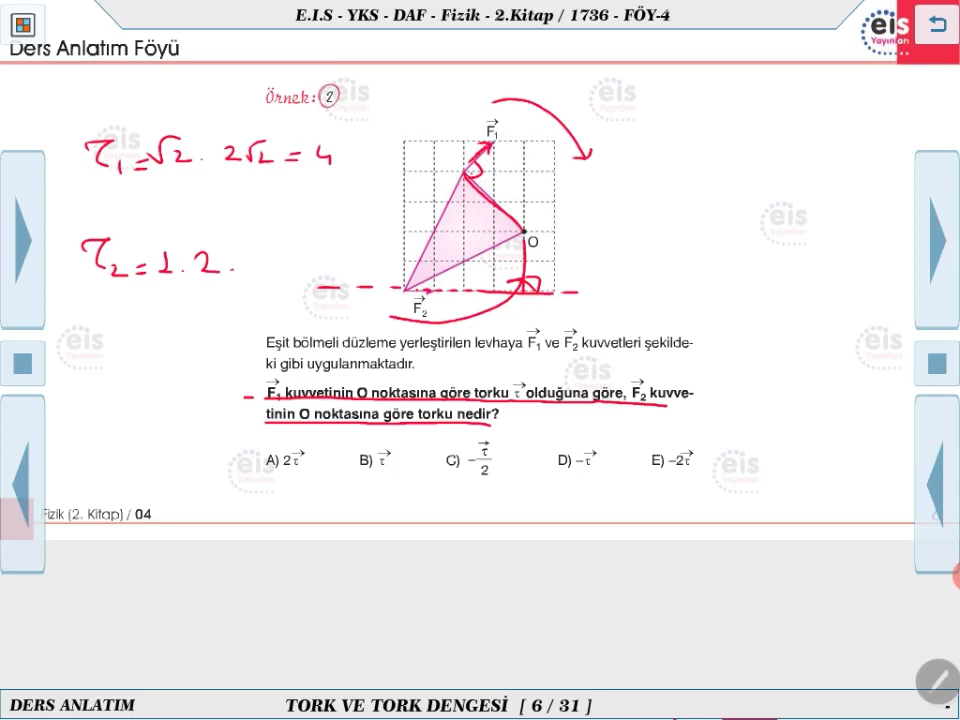 E.I.S - YKS - DAF - Fizik - 2.Kitap / 1736 - FÖY-4
Ders Anlatım Föyü
eis
Yayınları
Örnek: 2
τ₁ = √2 . 2√2 = 4
τ₂ = 1 . 2 .
F₁
O
F₂
Eşit bölmeli düzleme yerleştirilen levhaya F₁ ve F₂ kuvvetleri şekilde-
ki gibi uygulanmaktadır.
F₁ kuvvetinin O noktasına göre torku τ olduğuna göre, F₂ kuvve-
tinin O noktasına göre torku nedir?
A) 2τ B) τ C) -τ/2 D) -τ E) -2τ
Fizik (2. Kitap) / 04
DERS ANLATIM
TORK VE TORK DENGESİ [ 6 / 31 ]